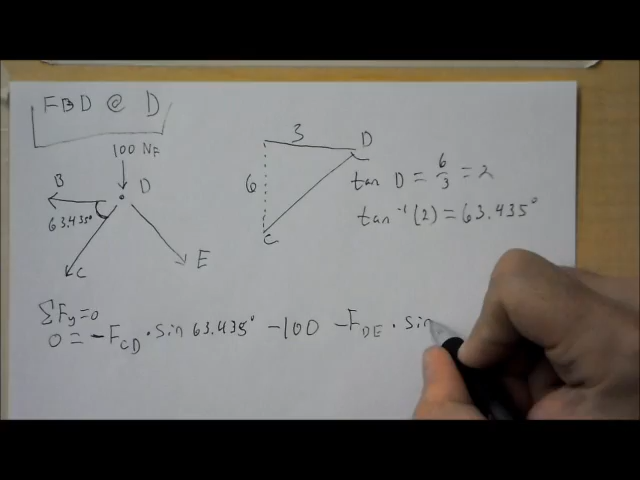 FBD @ D
100 NF
B
D
63.435°
C
E
3
D
6
C
tan D = 6/3 = 2
tan⁻¹(2) = 63.435°
ΣFy=0
0 = -FCD · Sin 63.435° -100 -FDE · Sin